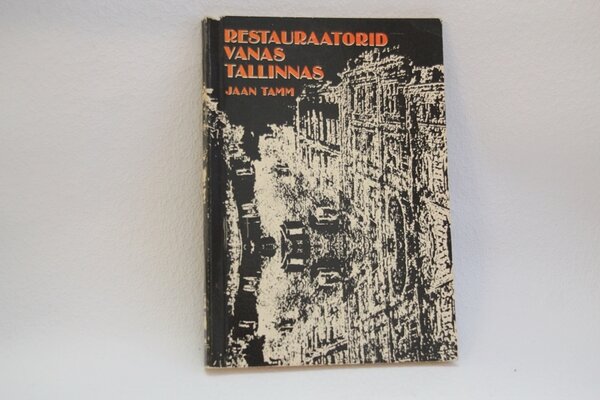 RESTAURAATORID
VANAS
TALLINNAS
JAAN TAMM